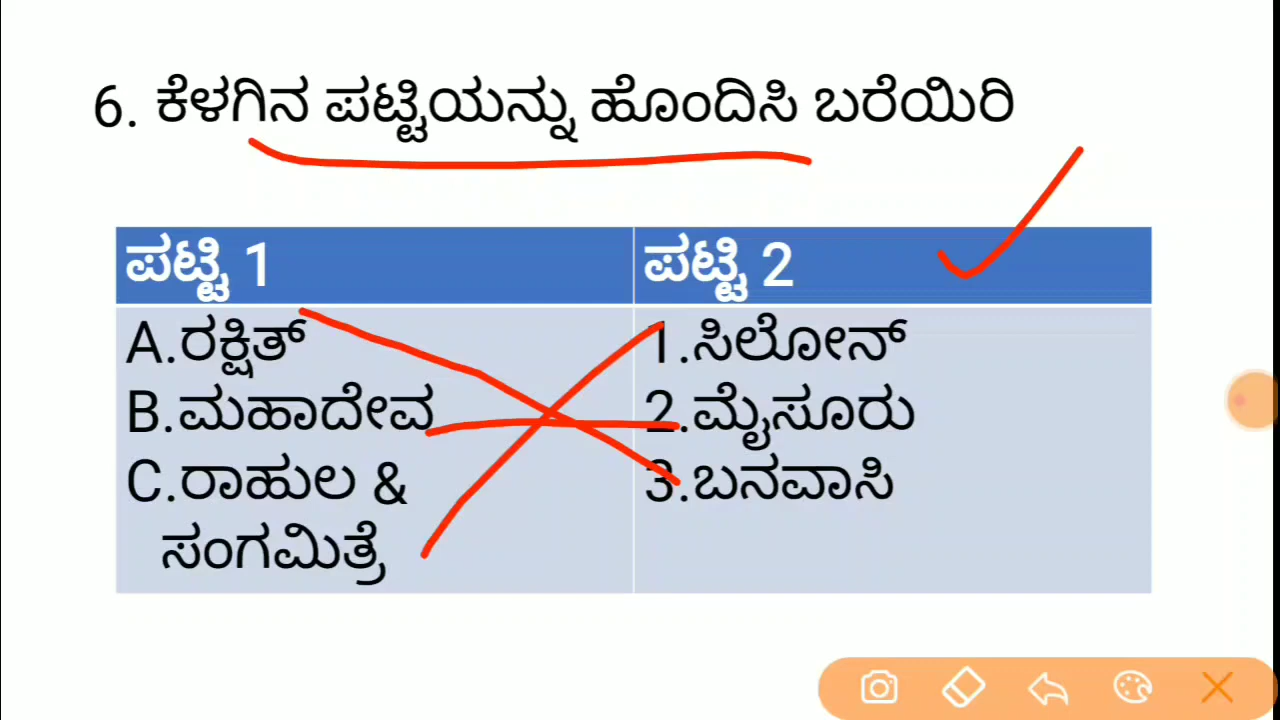 6. ಕೆಳಗಿನ ಪಟ್ಟಿಯನ್ನು ಹೊಂದಿಸಿ ಬರೆಯಿರಿ
ಪಟ್ಟಿ 1
ಪಟ್ಟಿ 2
A.ರಕ್ಷಿತ್
1.ಸಿಲೋನ್
B.ಮಹಾದೇವ
2.ಮೈಸೂರು
C.ರಾಹುಲ &
3.ಬನವಾಸಿ
ಸಂಗಮಿತ್ರೆ